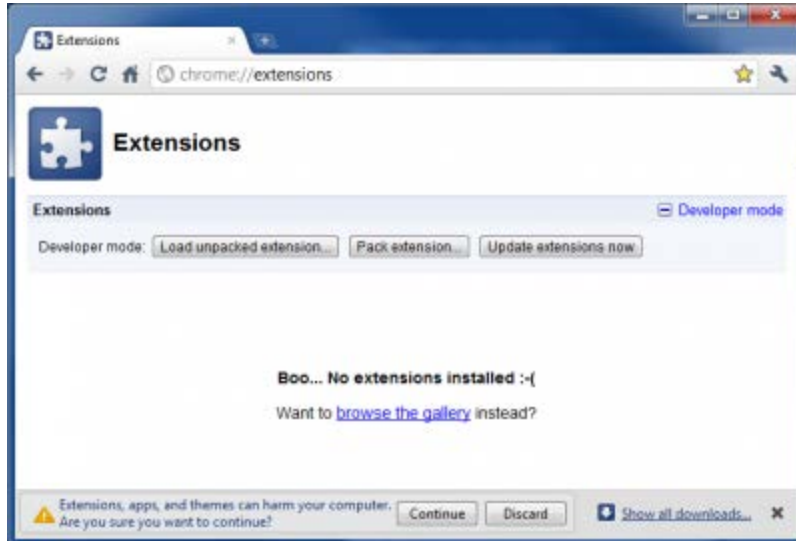 Extensions
chrome://extensions
Extensions
Extensions
Developer mode
Developer mode: Load unpacked extension... Pack extension... Update extensions now
Boo... No extensions installed :-(
Want to browse the gallery instead?
Extensions, apps, and themes can harm your computer.
Are you sure you want to continue?
Continue Discard
Show all downloads...